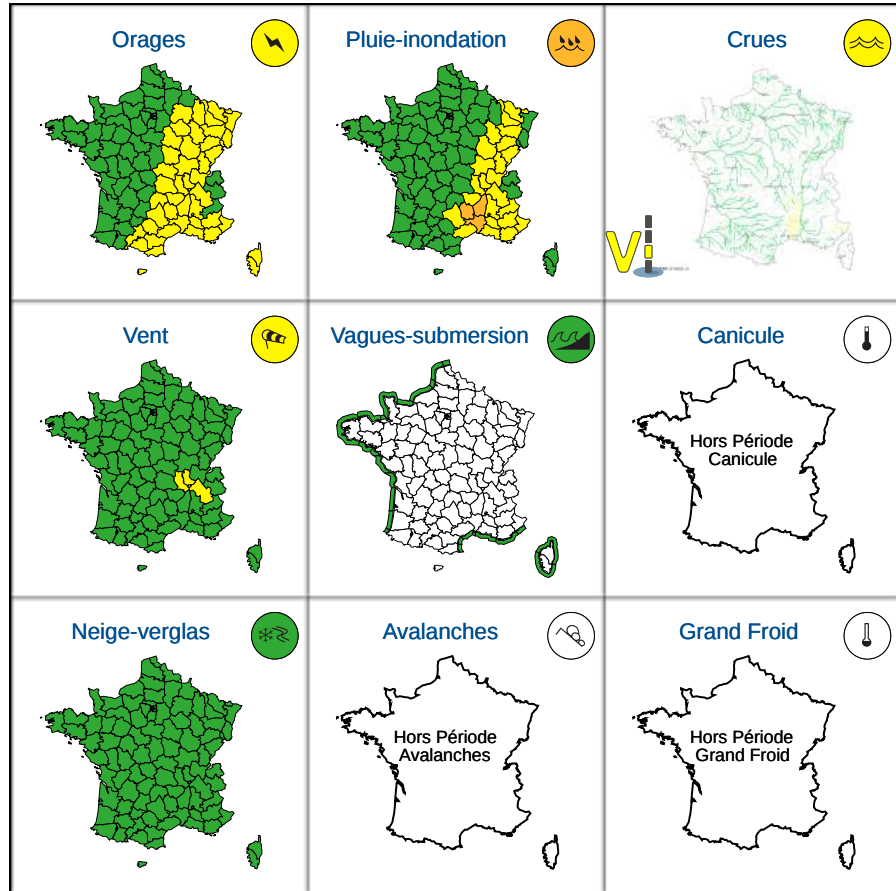 Orages
Pluie-inondation
Crues
Vent
Vagues-submersion
Canicule
Hors Période
Canicule
Neige-verglas
Avalanches
Grand Froid
Hors Période
Avalanches
Hors Période
Grand Froid